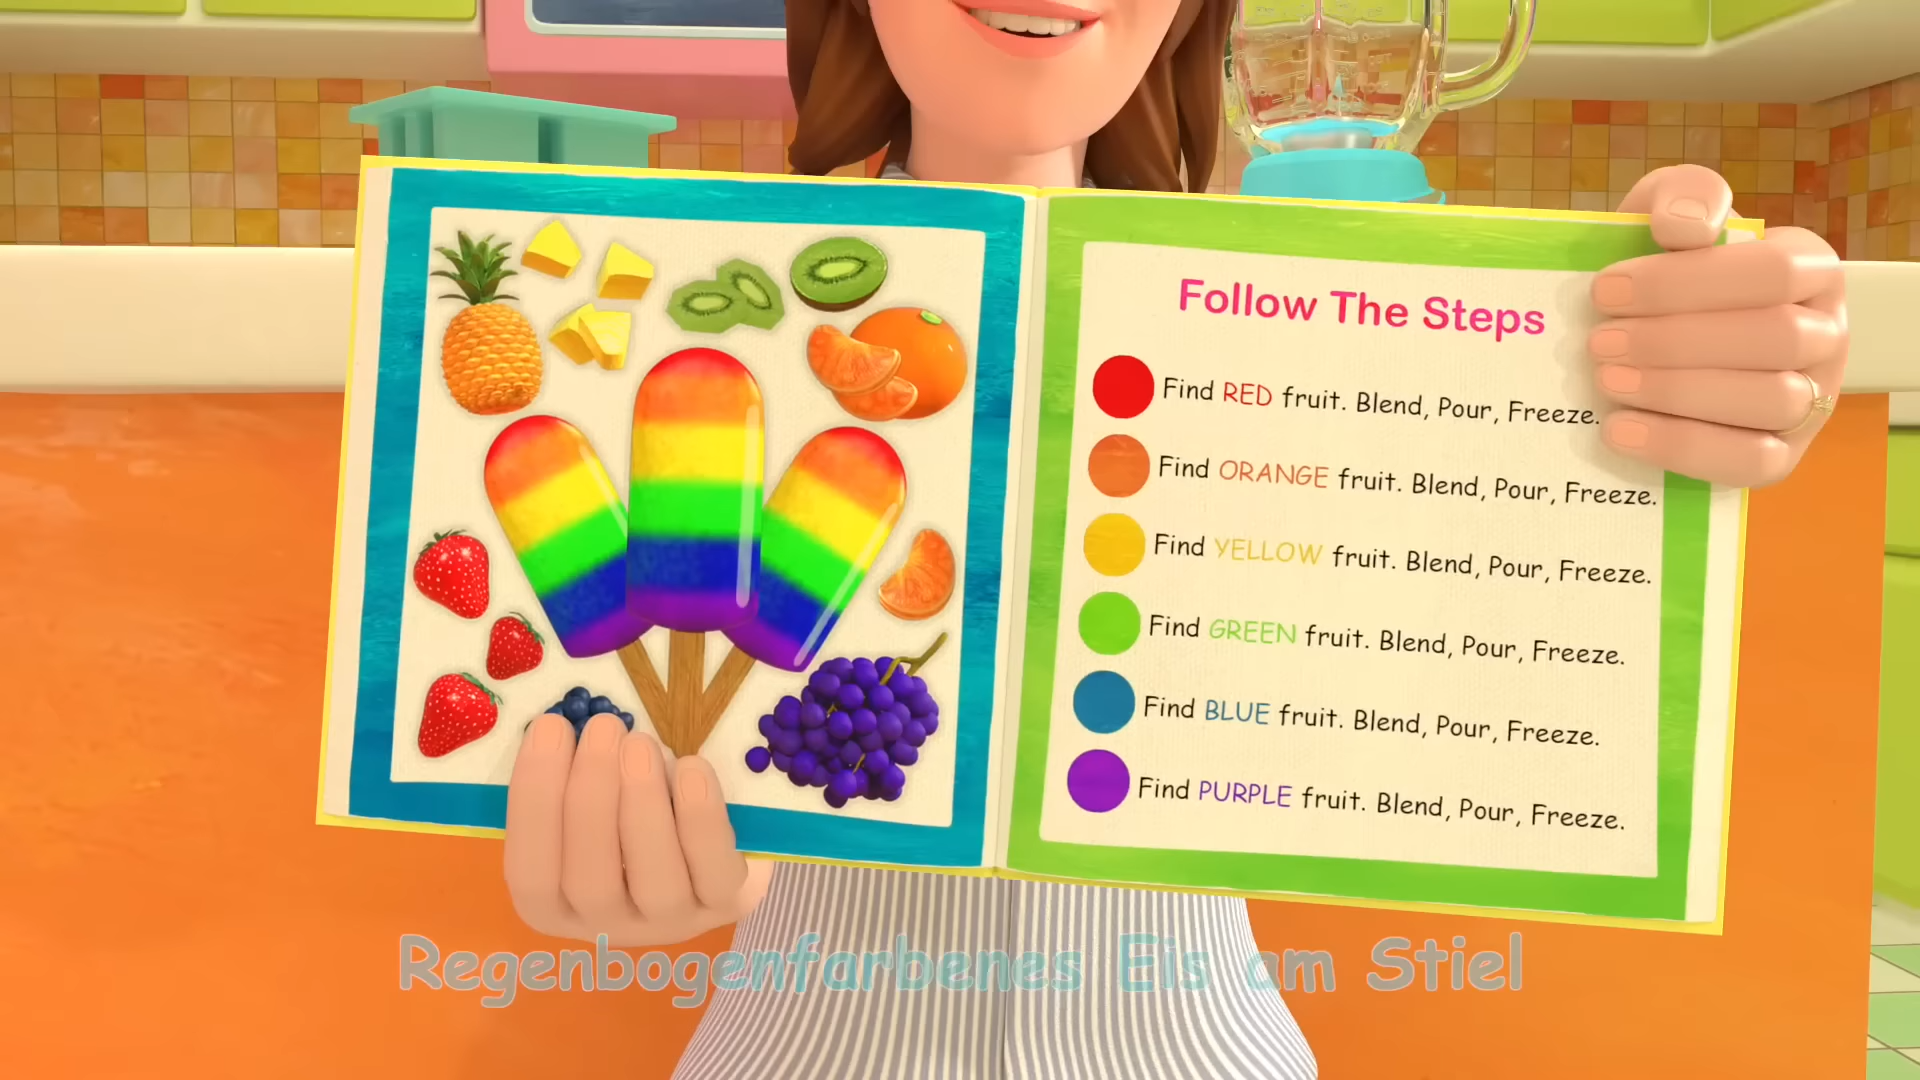 Follow The Steps
Find RED fruit. Blend, Pour, Freeze.
Find ORANGE fruit. Blend, Pour, Freeze.
Find YELLOW fruit. Blend, Pour, Freeze.
Find GREEN fruit. Blend, Pour, Freeze.
Find BLUE fruit. Blend, Pour, Freeze.
Find PURPLE fruit. Blend, Pour, Freeze.
Regenbogenfarbenes Eis am Stiel